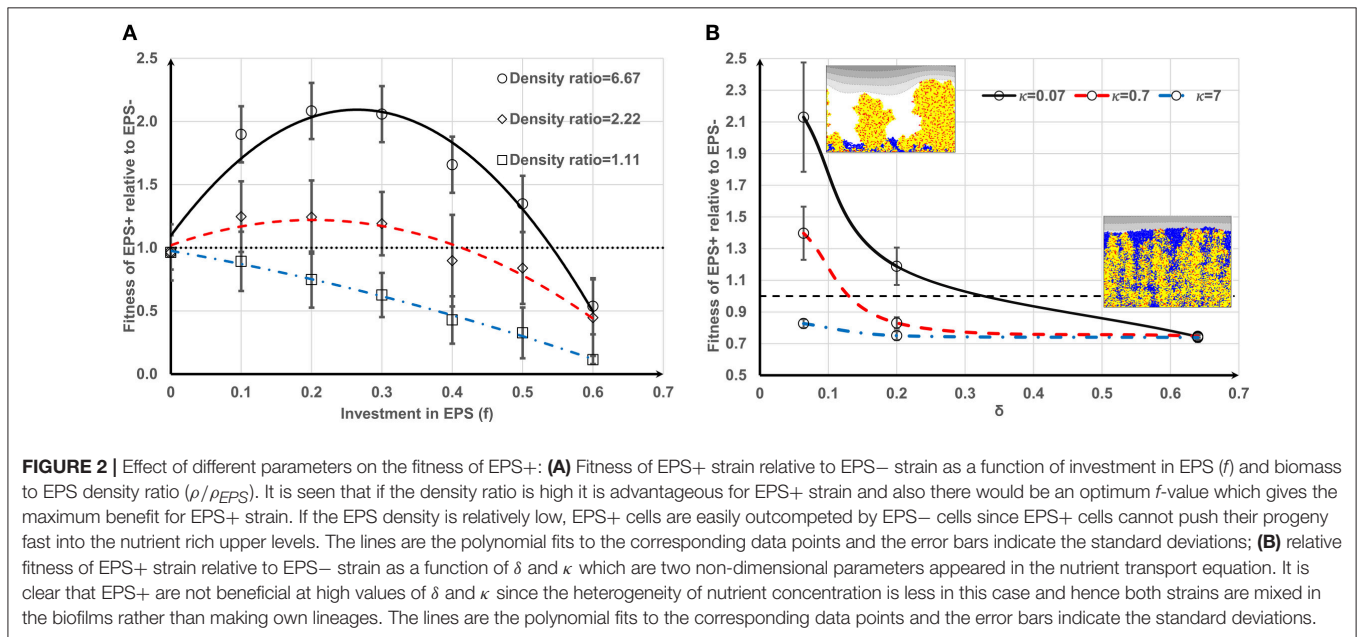 A
B
Fitness of EPS+ relative to EPS-
2.5
2.0
1.5
1.0
0.5
0.0
0
0.1
0.2
0.3
0.4
0.5
0.6
0.7
Investment in EPS (f)
Density ratio=6.67
Density ratio=2.22
Density ratio=1.11
Fitness of EPS+ relative to EPS-
2.5
2.3
2.1
1.9
1.7
1.5
1.3
1.1
0.9
0.7
0.5
0
0.1
0.2
0.3
0.4
0.5
0.6
0.7
δ
κ=0.07
κ=0.7
κ=7
FIGURE 2 | Effect of different parameters on the fitness of EPS+: (A) Fitness of EPS+ strain relative to EPS− strain as a function of investment in EPS (f) and biomass
to EPS density ratio (ρ/ρEPS). It is seen that if the density ratio is high it is advantageous for EPS+ strain and also there would be an optimum f-value which gives the
maximum benefit for EPS+ strain. If the EPS density is relatively low, EPS+ cells are easily outcompeted by EPS− cells since EPS+ cells cannot push their progeny
fast into the nutrient rich upper levels. The lines are the polynomial fits to the corresponding data points and the error bars indicate the standard deviations; (B) relative
fitness of EPS+ strain relative to EPS− strain as a function of δ and κ which are two non-dimensional parameters appeared in the nutrient transport equation. It is
clear that EPS+ are not beneficial at high values of δ and κ since the heterogeneity of nutrient concentration is less in this case and hence both strains are mixed in
the biofilms rather than making own lineages. The lines are the polynomial fits to the corresponding data points and the error bars indicate the standard deviations.